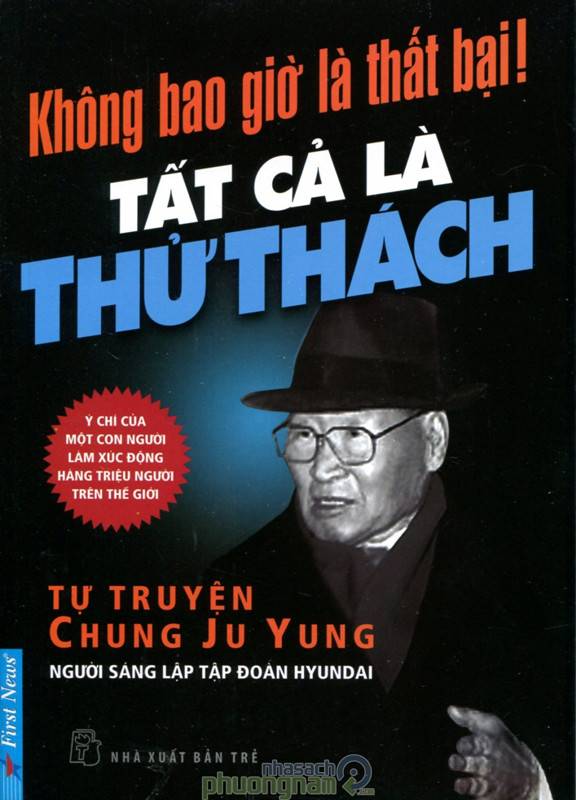 Không bao giờ là thất bại!
TẤT CẢ LÀ
THỬ THÁCH
Ý CHÍ CỦA
MỘT CON NGƯỜI
LÀM XÚC ĐỘNG
HÀNG TRIỆU NGƯỜI
TRÊN THẾ GIỚI
TỰ TRUYỆN
CHUNG JU YUNG
NGƯỜI SÁNG LẬP TẬP ĐOÀN HYUNDAI
First News®
NHÀ XUẤT BẢN TRẺ
nhasach
phuongnam
.com